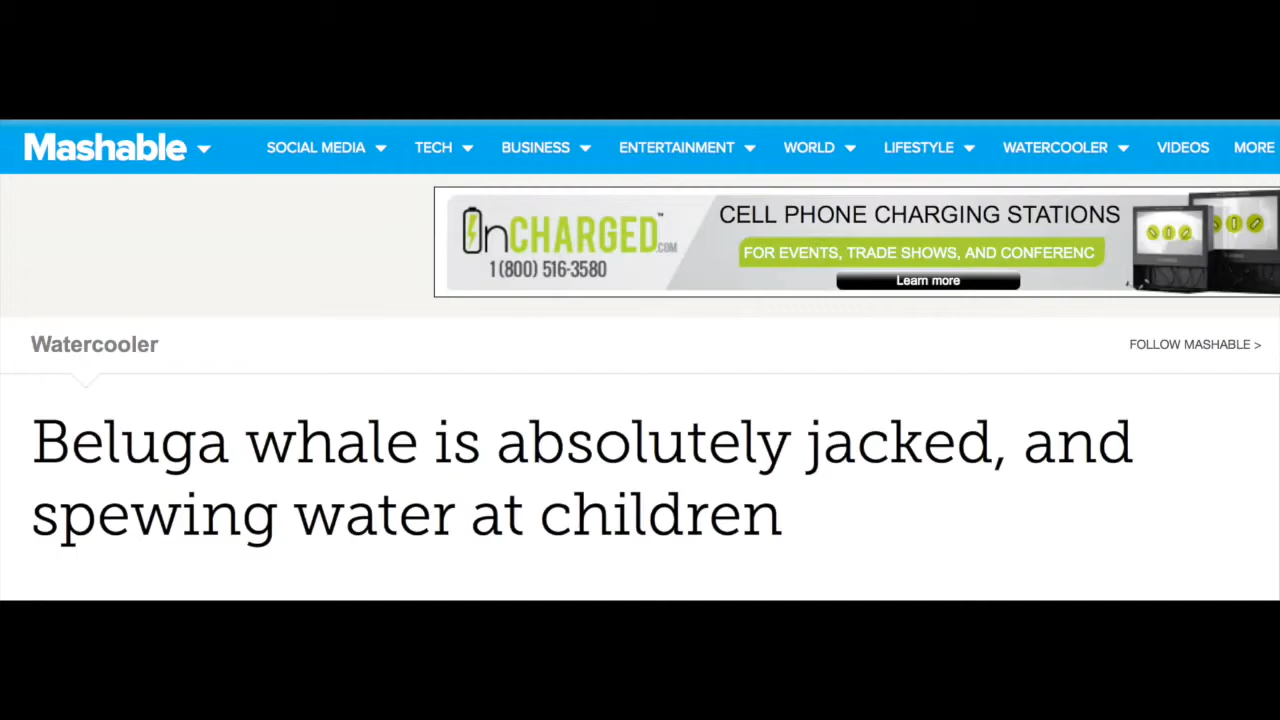 Mashable
SOCIAL MEDIA TECH BUSINESS ENTERTAINMENT WORLD LIFESTYLE WATERCOOLER VIDEOS MORE
OnCHARGED.COM™
1 (800) 516-3580
CELL PHONE CHARGING STATIONS
FOR EVENTS, TRADE SHOWS, AND CONFERENC
Learn more
Watercooler
FOLLOW MASHABLE >
Beluga whale is absolutely jacked, and
spewing water at children